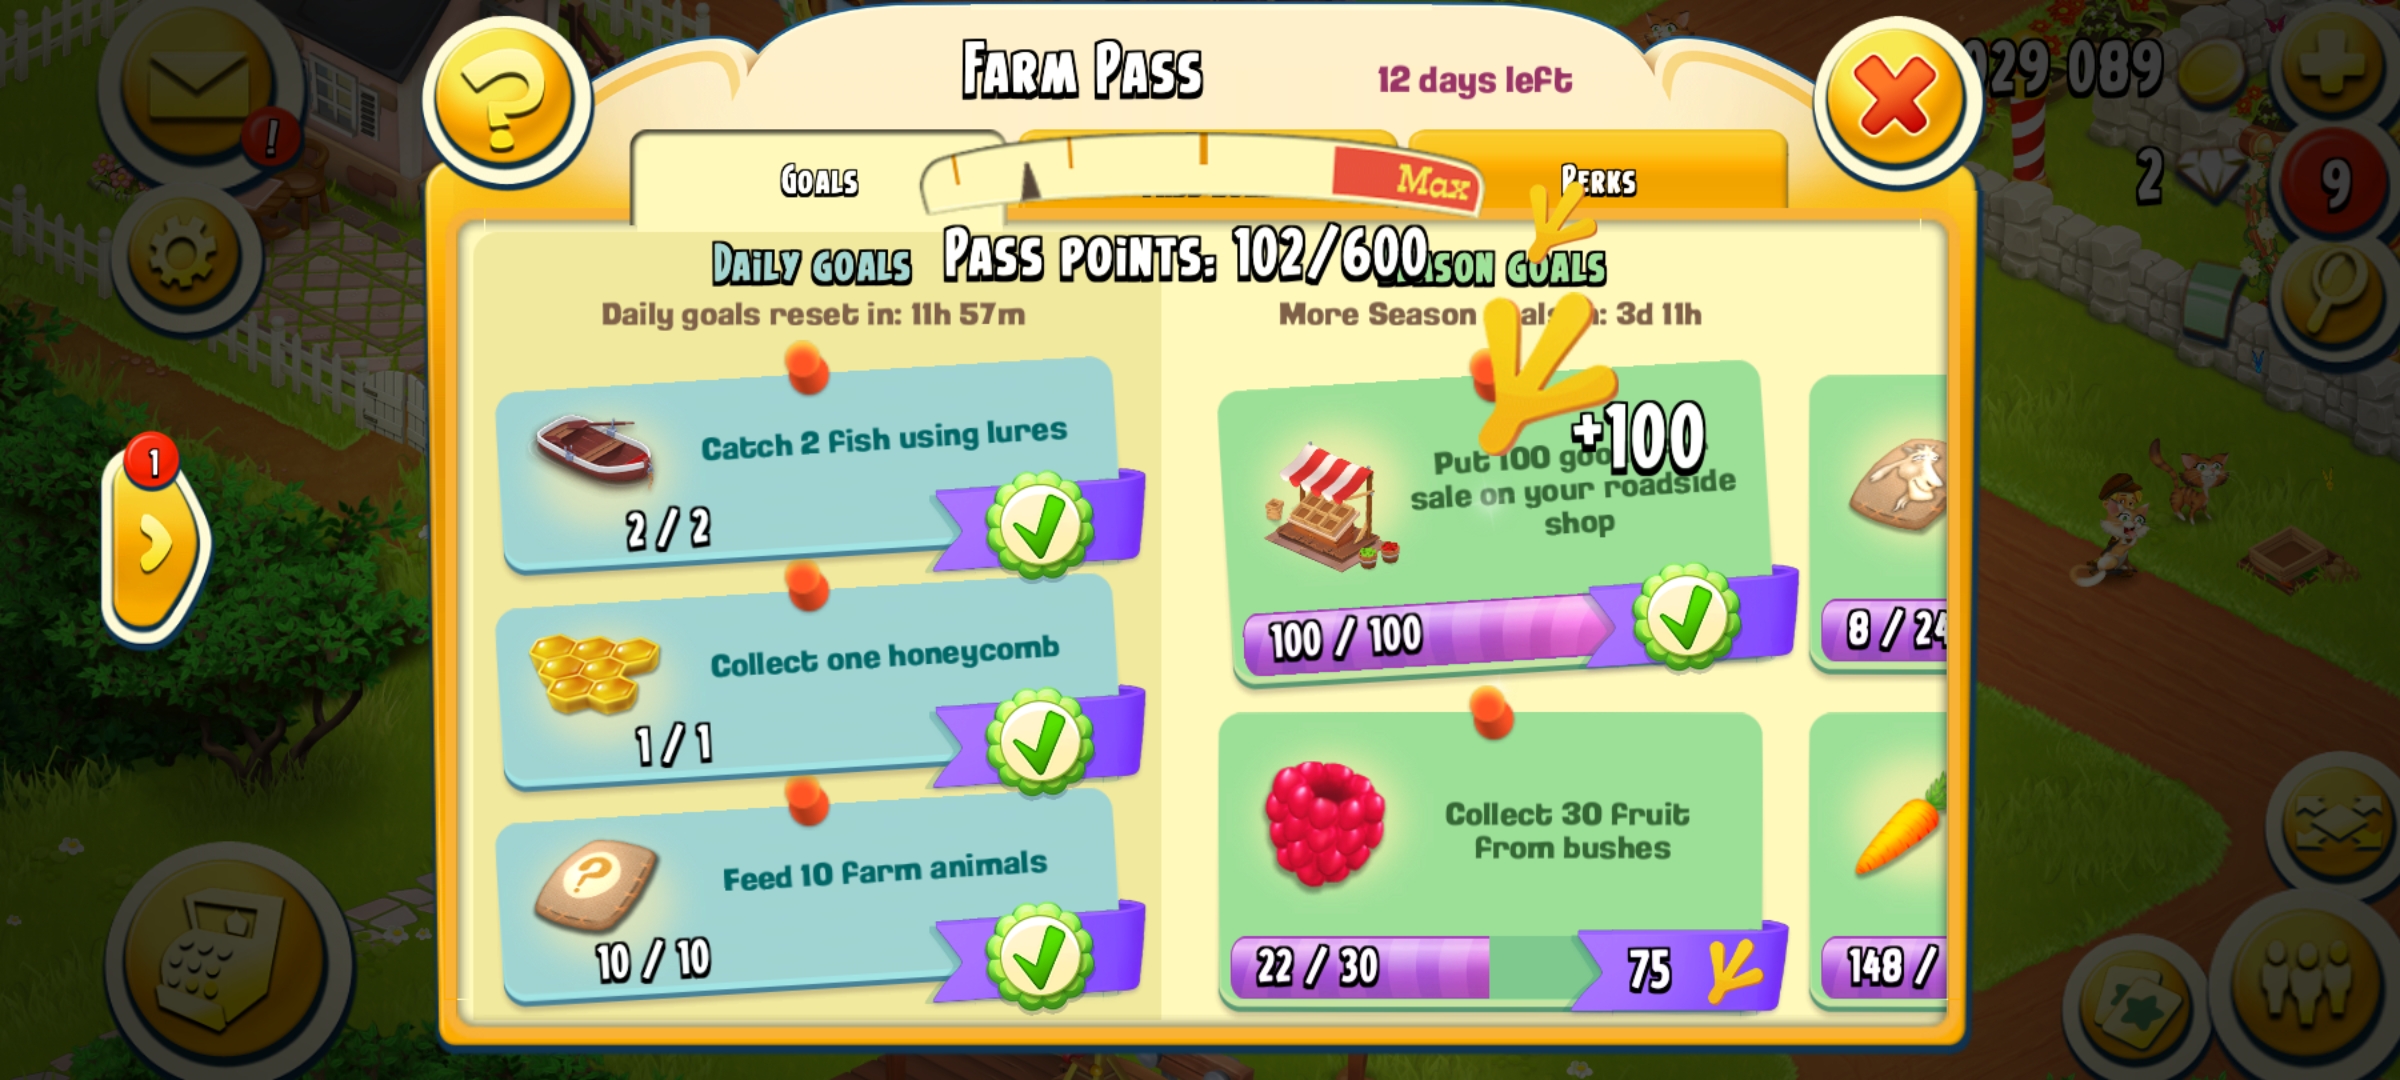 FARM PASS
12 days left
029 089
2
9
!
1
GOALS
Max
PERKS
PASS POINTS: 102/600
DAILY GOALS
GOALS
Daily goals reset in: 11h 57m
More Season
3d 11h
Catch 2 fish using lures
2 / 2
Collect one honeycomb
1 / 1
Feed 10 farm animals
10 / 10
+100
Put 100
sale on your roadside
shop
100 / 100
8 / 24
Collect 30 fruit
from bushes
22 / 30
75
148 /